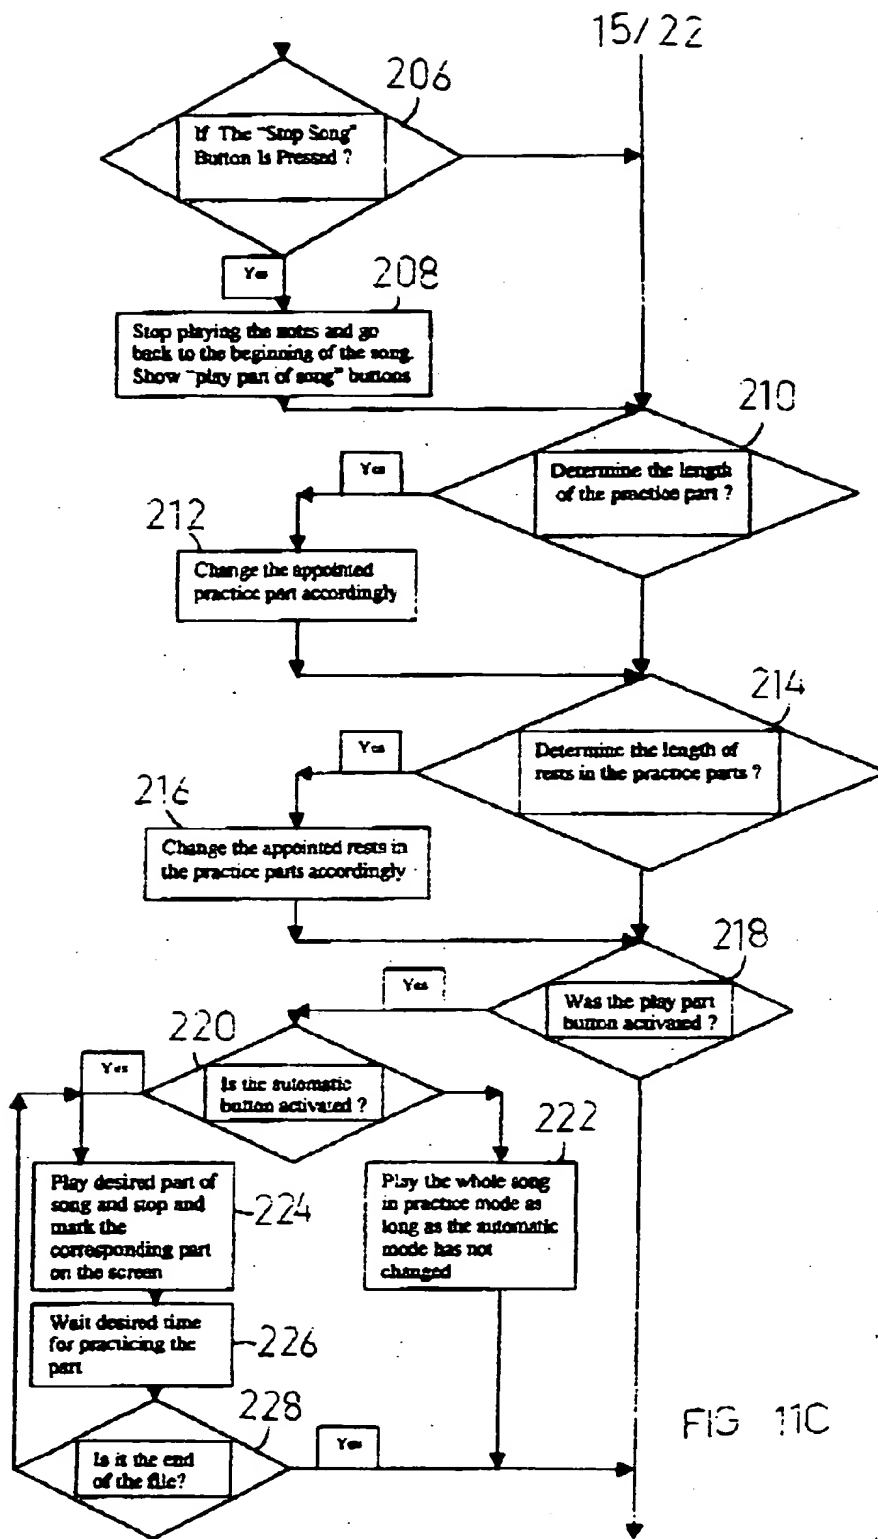 15/22
206
If The "Stop Song"
Button Is Pressed ?
Yes
208
Stop playing the notes and go
back to the beginning of the song.
Show "play part of song" buttons
210
Determine the length
of the practice part ?
Yes
212
Change the appointed
practice part accordingly
214
Determine the length of
rests in the practice parts ?
Yes
216
Change the appointed rests in
the practice parts accordingly
218
Was the play part
button activated ?
Yes
220
Is the automatic
button activated ?
Yes
222
Play the whole song
in practice mode as
long as the automatic
mode has not
changed
Play desired part of
song and stop and
mark the
corresponding part
on the screen
224
Wait desired time
for practicing the
part
226
228
Is it the end
of the file?
Yes
FIG 11C